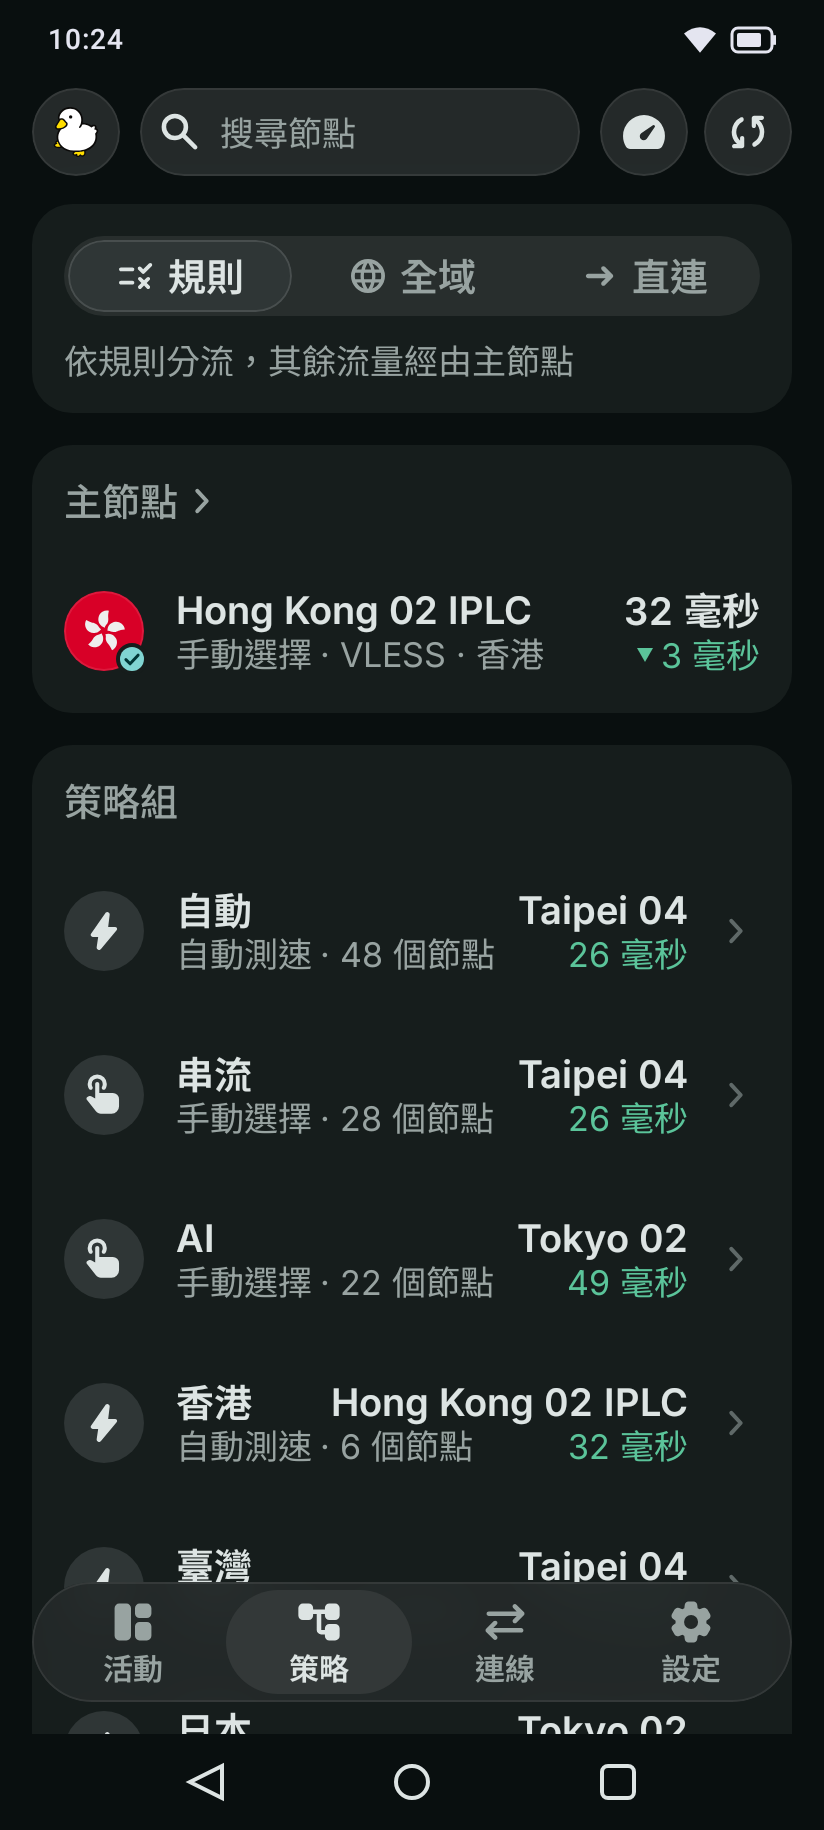 10:24
搜尋節點
規則
全域
直連
依規則分流，其餘流量經由主節點
主節點
Hong Kong 02 IPLC
32 毫秒
手動選擇 · VLESS · 香港
3 毫秒
策略組
自動
Taipei 04
自動測速 · 48 個節點
26 毫秒
串流
Taipei 04
手動選擇 · 28 個節點
26 毫秒
AI
Tokyo 02
手動選擇 · 22 個節點
49 毫秒
香港
Hong Kong 02 IPLC
自動測速 · 6 個節點
32 毫秒
臺灣
Taipei 04
活動
策略
連線
設定
日本
Tokyo 02